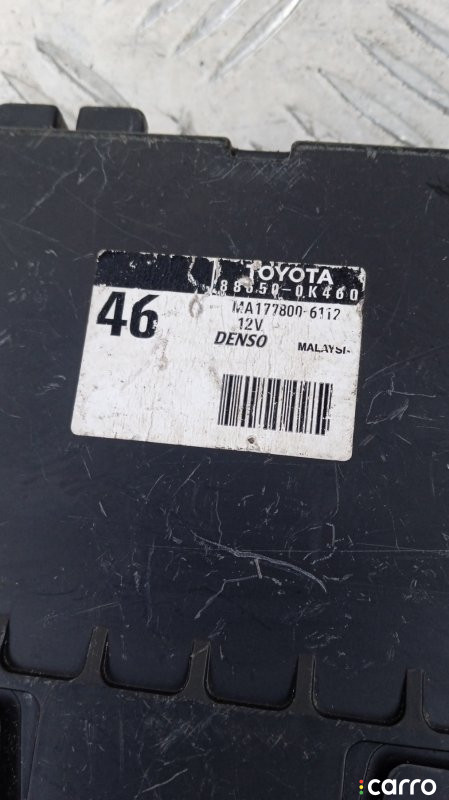 TOYOTA
88650-0K460
46
MA177800-6112
12V
DENSO
MALAYSI
carro